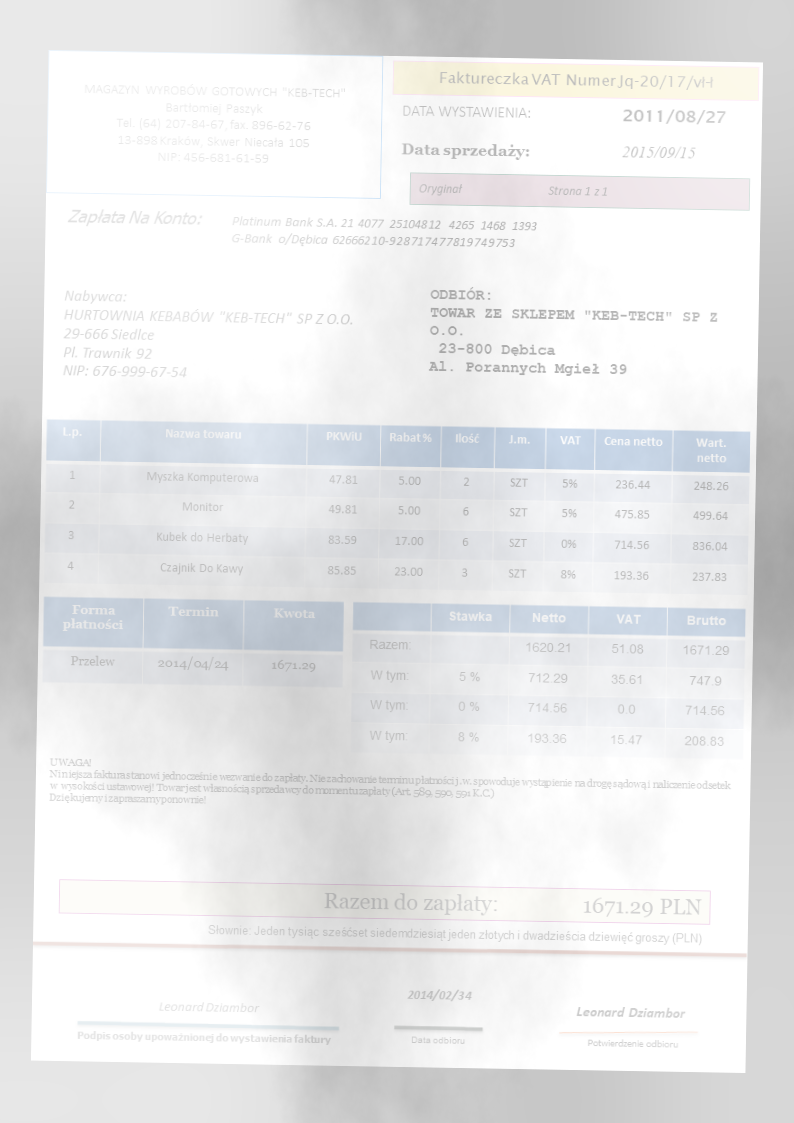 MAGAZYN WYROBÓW GOTOWYCH "KEB-TECH"
Bartłomiej Paszyk
Tel. (64) 207-84-67, fax. 896-62-76
13-898 Kraków, Skwer Niecała 105
NIP: 456-681-61-59
Faktureczka VAT Numer Jq-20/17/vH
DATA WYSTAWIENIA: 2011/08/27
Data sprzedaży: 2015/09/15
Oryginał Strona 1 z 1
Zapłata Na Konto: Platinum Bank S.A. 21 4077 25104812 4265 1468 1393
G-Bank o/Dębica 62666210-928717477819749753
Nabywca:
HURTOWNIA KEBABÓW "KEB-TECH" SP Z O.O.
29-666 Siedlce
Pl. Trawnik 92
NIP: 676-999-67-54
ODBIÓR:
TOWAR ZE SKLEPEM "KEB-TECH" SP Z
O.O.
23-800 Dębica
Al. Porannych Mgieł 39
L.p. Nazwa towaru PKWiU Rabat % Ilość J.m. VAT Cena netto Wart. netto
1 Myszka Komputerowa 47.81 5.00 2 SZT 5% 236.44 248.26
2 Monitor 49.81 5.00 6 SZT 5% 475.85 499.64
3 Kubek do Herbaty 83.59 17.00 6 SZT 0% 714.56 836.04
4 Czajnik Do Kawy 85.85 23.00 3 SZT 8% 193.36 237.83
Forma płatności Termin Kwota
Przelew 2014/04/24 1671.29
Stawka Netto VAT Brutto
Razem: 1620.21 51.08 1671.29
W tym: 5 % 712.29 35.61 747.9
W tym: 0 % 714.56 0.0 714.56
W tym: 8 % 193.36 15.47 208.83
UWAGA!
Niniejsza faktura stanowi jednocześnie wezwanie do zapłaty. Nie zachowanie terminu płatności j.w. spowoduje wystąpienie na drogę sądową i naliczenie odsetek
w wysokości ustawowej! Towar jest własnością sprzedawcy do momentu zapłaty (Art. 589, 590, 591 K.C.)
Dziękujemy i zapraszamy ponownie!
Razem do zapłaty: 1671.29 PLN
Słownie: Jeden tysiąc sześćset siedemdziesiąt jeden złotych i dwadzieścia dziewięć groszy (PLN)
Leonard Dziambor
Podpis osoby upoważnionej do wystawienia faktury
2014/02/34
Data odbioru
Leonard Dziambor
Potwierdzenie odbioru